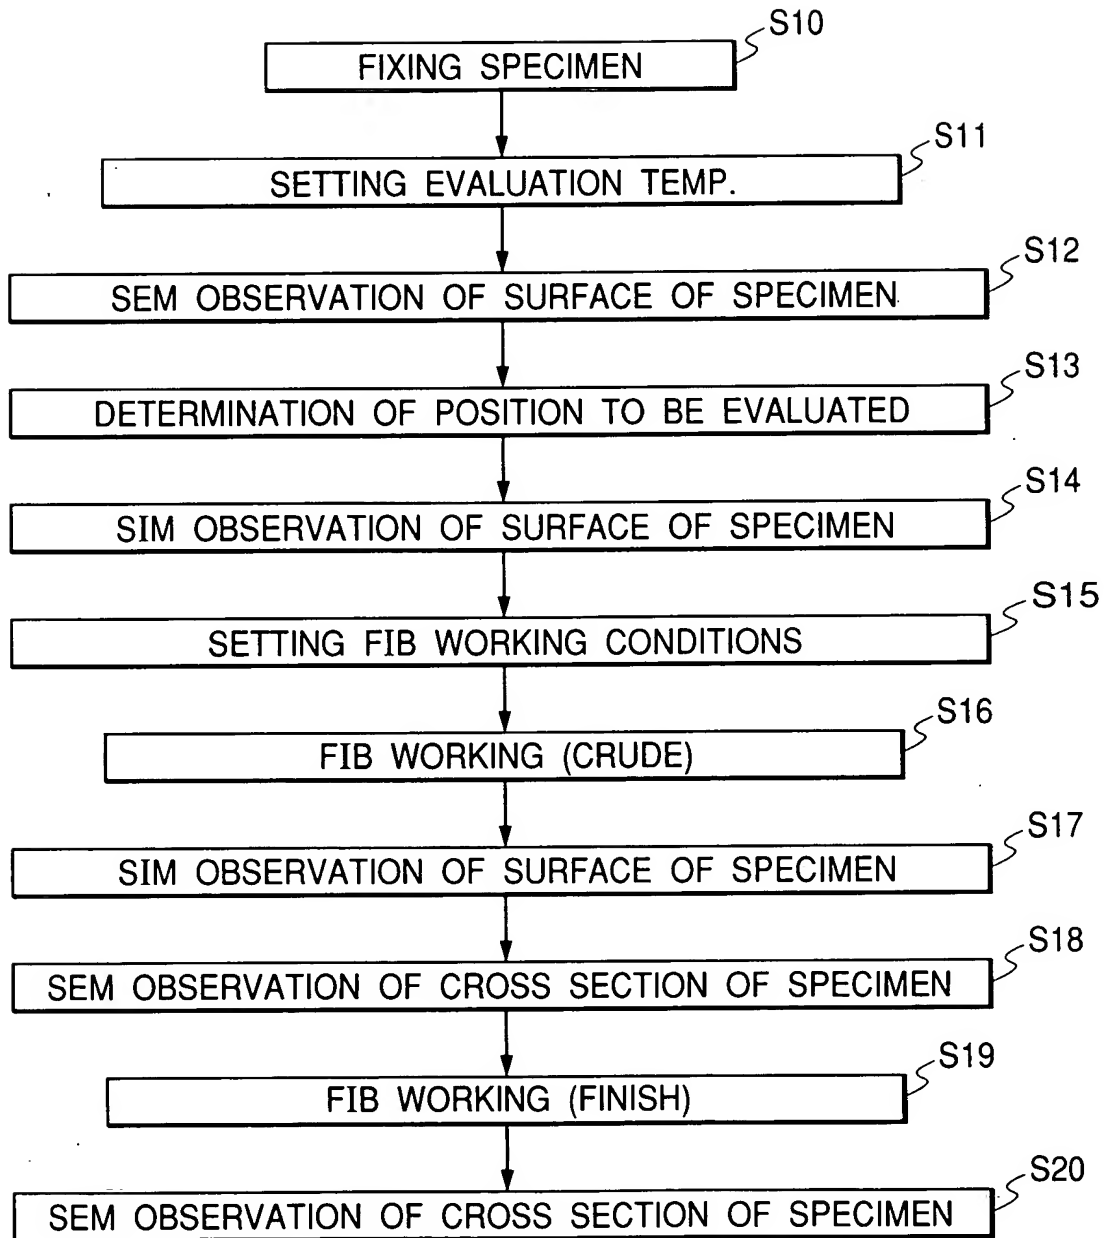 S10
FIXING SPECIMEN
S11
SETTING EVALUATION TEMP.
S12
SEM OBSERVATION OF SURFACE OF SPECIMEN
S13
DETERMINATION OF POSITION TO BE EVALUATED
S14
SIM OBSERVATION OF SURFACE OF SPECIMEN
S15
SETTING FIB WORKING CONDITIONS
S16
FIB WORKING (CRUDE)
S17
SIM OBSERVATION OF SURFACE OF SPECIMEN
S18
SEM OBSERVATION OF CROSS SECTION OF SPECIMEN
S19
FIB WORKING (FINISH)
S20
SEM OBSERVATION OF CROSS SECTION OF SPECIMEN